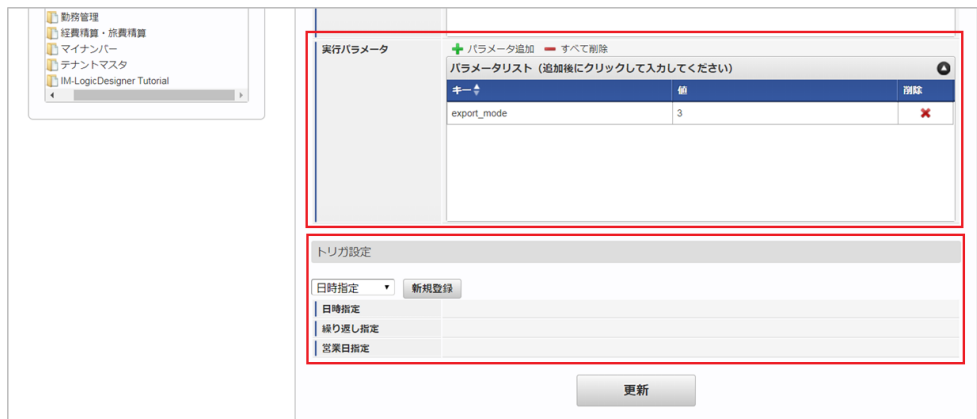 勤務管理
経費精算・旅費精算
マイナンバー
テナントマスタ
IM-LogicDesigner Tutorial
実行パラメータ
パラメータ追加 すべて削除
パラメータリスト（追加後にクリックして入力してください）
キー 値 削除
export_mode 3
トリガ設定
日時指定 新規登録
日時指定
繰り返し指定
営業日指定
更新